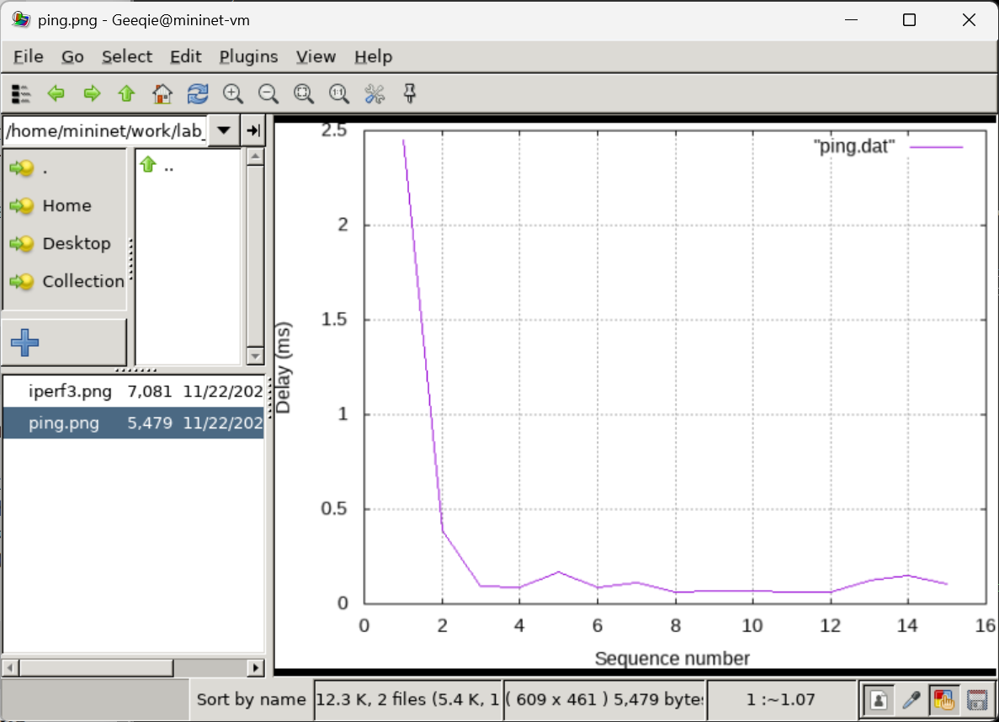 ping.png - Geeqie@mininet-vm
File Go Select Edit Plugins View Help
1:1
/home/mininet/work/lab_
.
Home
Desktop
Collection
..
iperf3.png 7,081 11/22/202
ping.png 5,479 11/22/202
"ping.dat"
2.5
2
1.5
1
0.5
0
Delay (ms)
0 2 4 6 8 10 12 14 16
Sequence number
Sort by name
12.3 K, 2 files (5.4 K, 1
( 609 x 461 ) 5,479 byte
1 :~1.07